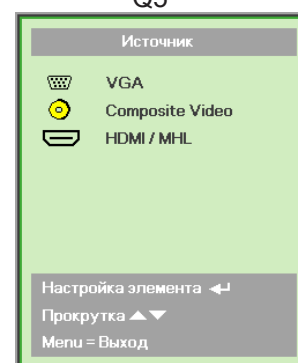 Источник
VGA
Composite Video
HDMI / MHL
Настройка элемента
Прокрутка
Menu = Выход